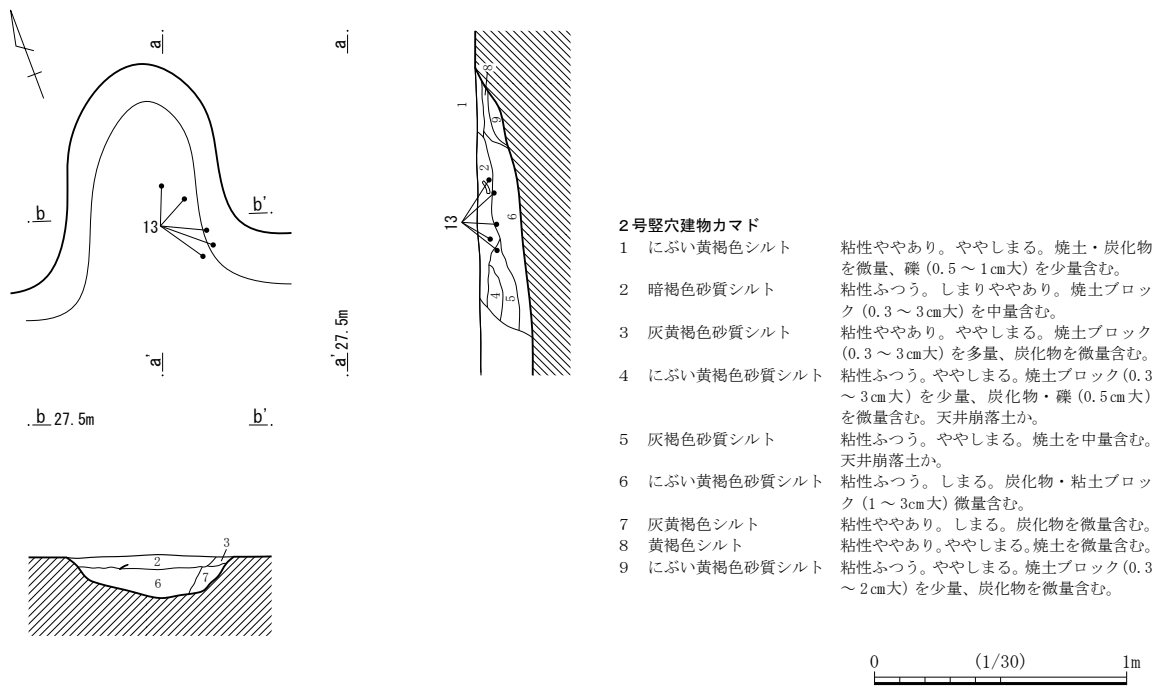 a a
8
1
9
2
b b'
13 13
6
4 5
a' a' 27.5m
b 27.5m b'
3
2
6 7
２号竪穴建物カマド
1 にぶい黄褐色シルト 粘性ややあり。ややしまる。焼土・炭化物
を微量、礫（0.5～1cm大）を少量含む。
2 暗褐色砂質シルト 粘性ふつう。しまりややあり。焼土ブロッ
ク（0.3～3cm大）を中量含む。
3 灰黄褐色砂質シルト 粘性ややあり。ややしまる。焼土ブロック
（0.3～3cm大）を多量、炭化物を微量含む。
4 にぶい黄褐色砂質シルト 粘性ふつう。ややしまる。焼土ブロック（0.3
～3cm大）を少量、炭化物・礫（0.5cm大）
を微量含む。天井崩落土か。
5 灰褐色砂質シルト 粘性ふつう。ややしまる。焼土を中量含む。
天井崩落土か。
6 にぶい黄褐色砂質シルト 粘性ふつう。しまる。炭化物・粘土ブロッ
ク（1～3cm大）微量含む。
7 灰黄褐色シルト 粘性ややあり。しまる。炭化物を微量含む。
8 黄褐色シルト 粘性ややあり。ややしまる。焼土を微量含む。
9 にぶい黄褐色砂質シルト 粘性ふつう。ややしまる。焼土ブロック（0.3
～2cm大）を少量、炭化物を微量含む。
0 (1/30) 1m